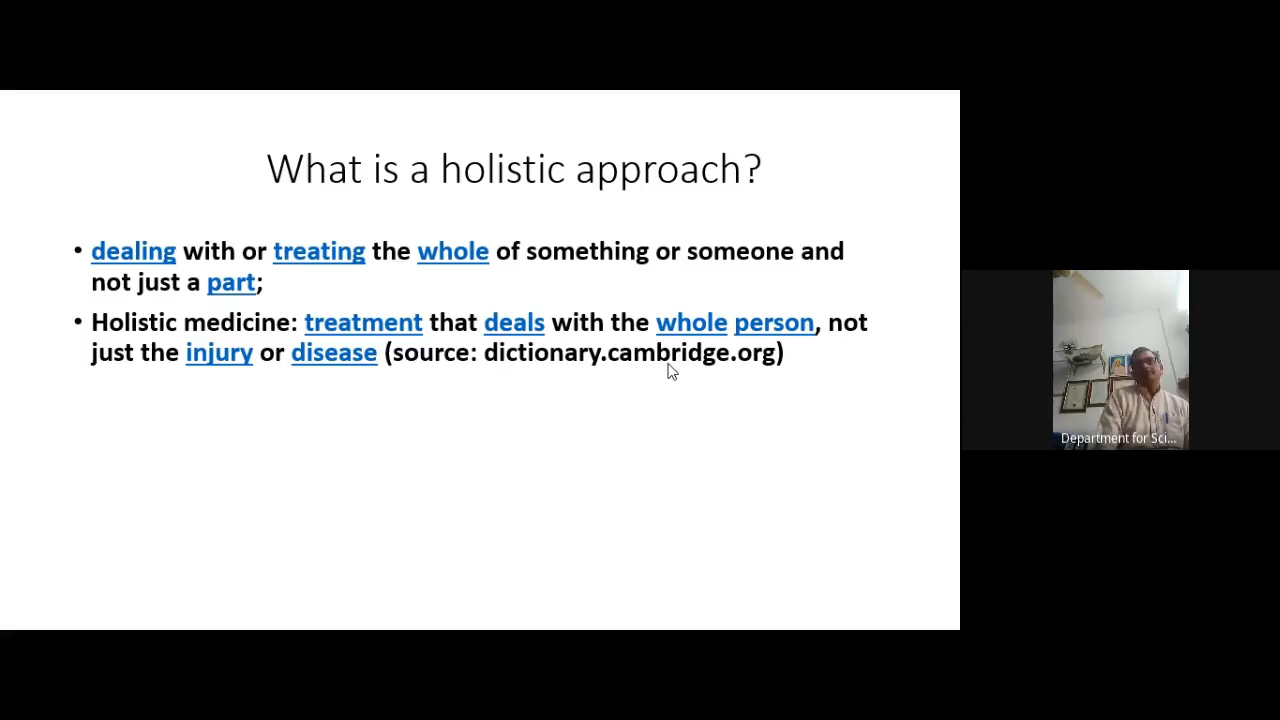 What is a holistic approach?
• dealing with or treating the whole of something or someone and
not just a part;
• Holistic medicine: treatment that deals with the whole person, not
just the injury or disease (source: dictionary.cambridge.org)
Department for Sci...